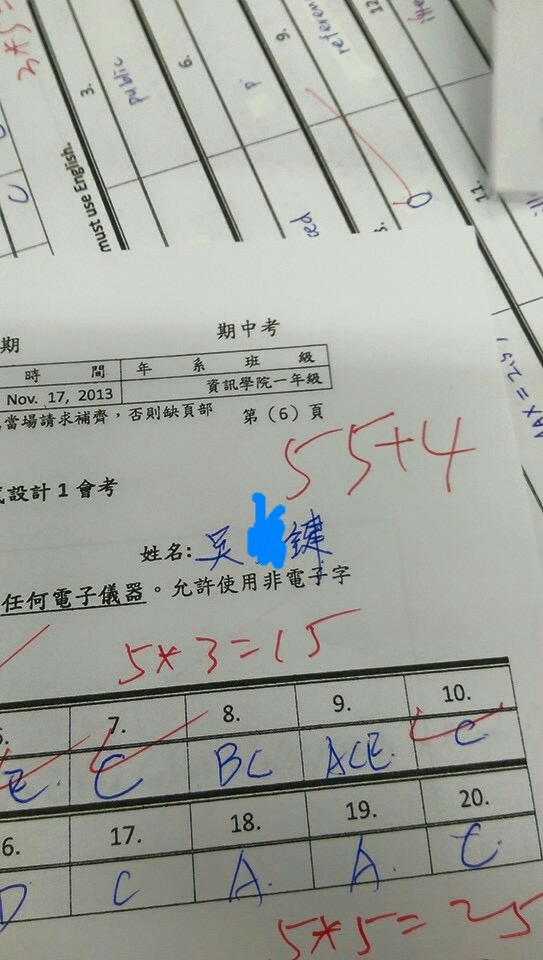 3*5=
3.
public
6.
p
9.
referen
12
must use English.
C
ced
11.
MAX = 2.5
期
期中考
時 間
年 系 班 級
Nov. 17, 2013
資訊學院一年級
當場請求補齊，否則缺頁部
第（6）頁
55+4
設計 1 會考
姓名: 吳 鍵
任何電子儀器。允許使用非電子字
5*3=15
7. 8. 9. 10.
E. C BC ACE. C
6. 17. 18. 19. 20.
D C A. A. C
5*5=25